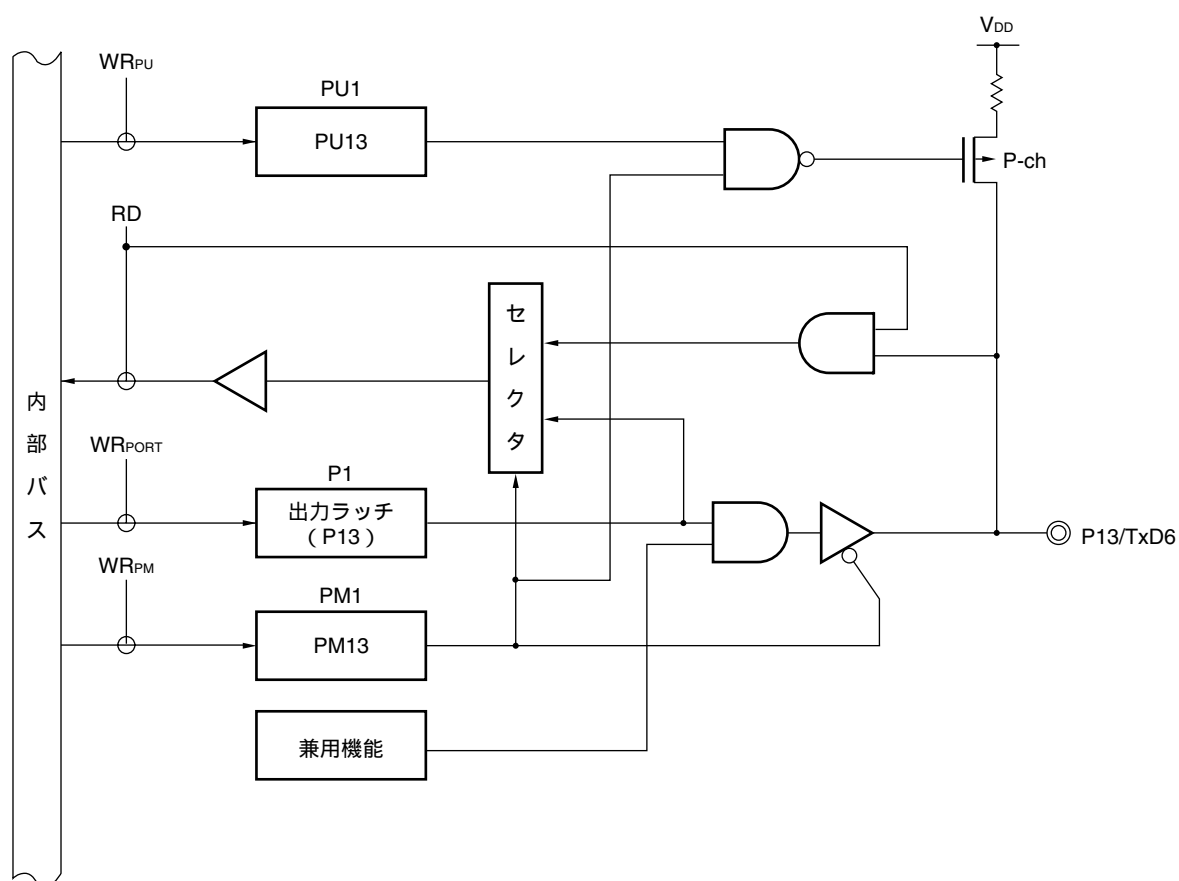 VDD
WRPU
PU1
PU13
P-ch
RD
セレクタ
内部バス
WRPORT
P1
出力ラッチ
（P13）
P13/TxD6
WRPM
PM1
PM13
兼用機能